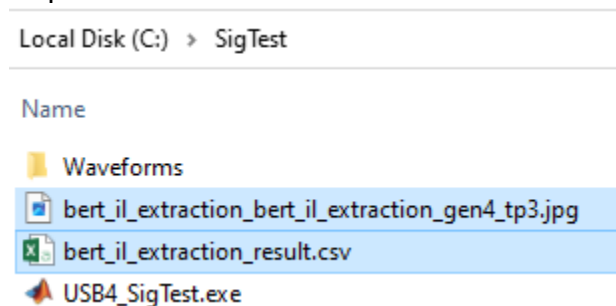 Local Disk (C:) > SigTest
Name
Waveforms
bert_il_extraction_bert_il_extraction_gen4_tp3.jpg
bert_il_extraction_result.csv
USB4_SigTest.exe